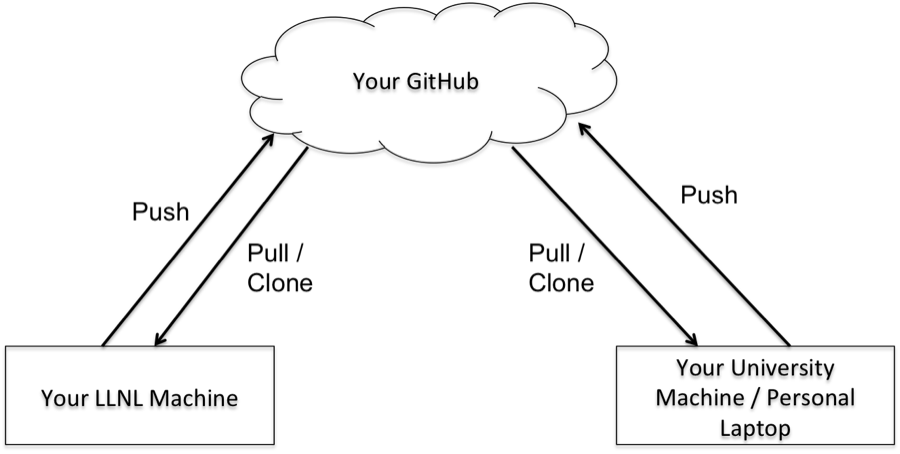 Your GitHub
Push
Pull /
Clone
Pull /
Clone
Push
Your LLNL Machine
Your University
Machine / Personal
Laptop